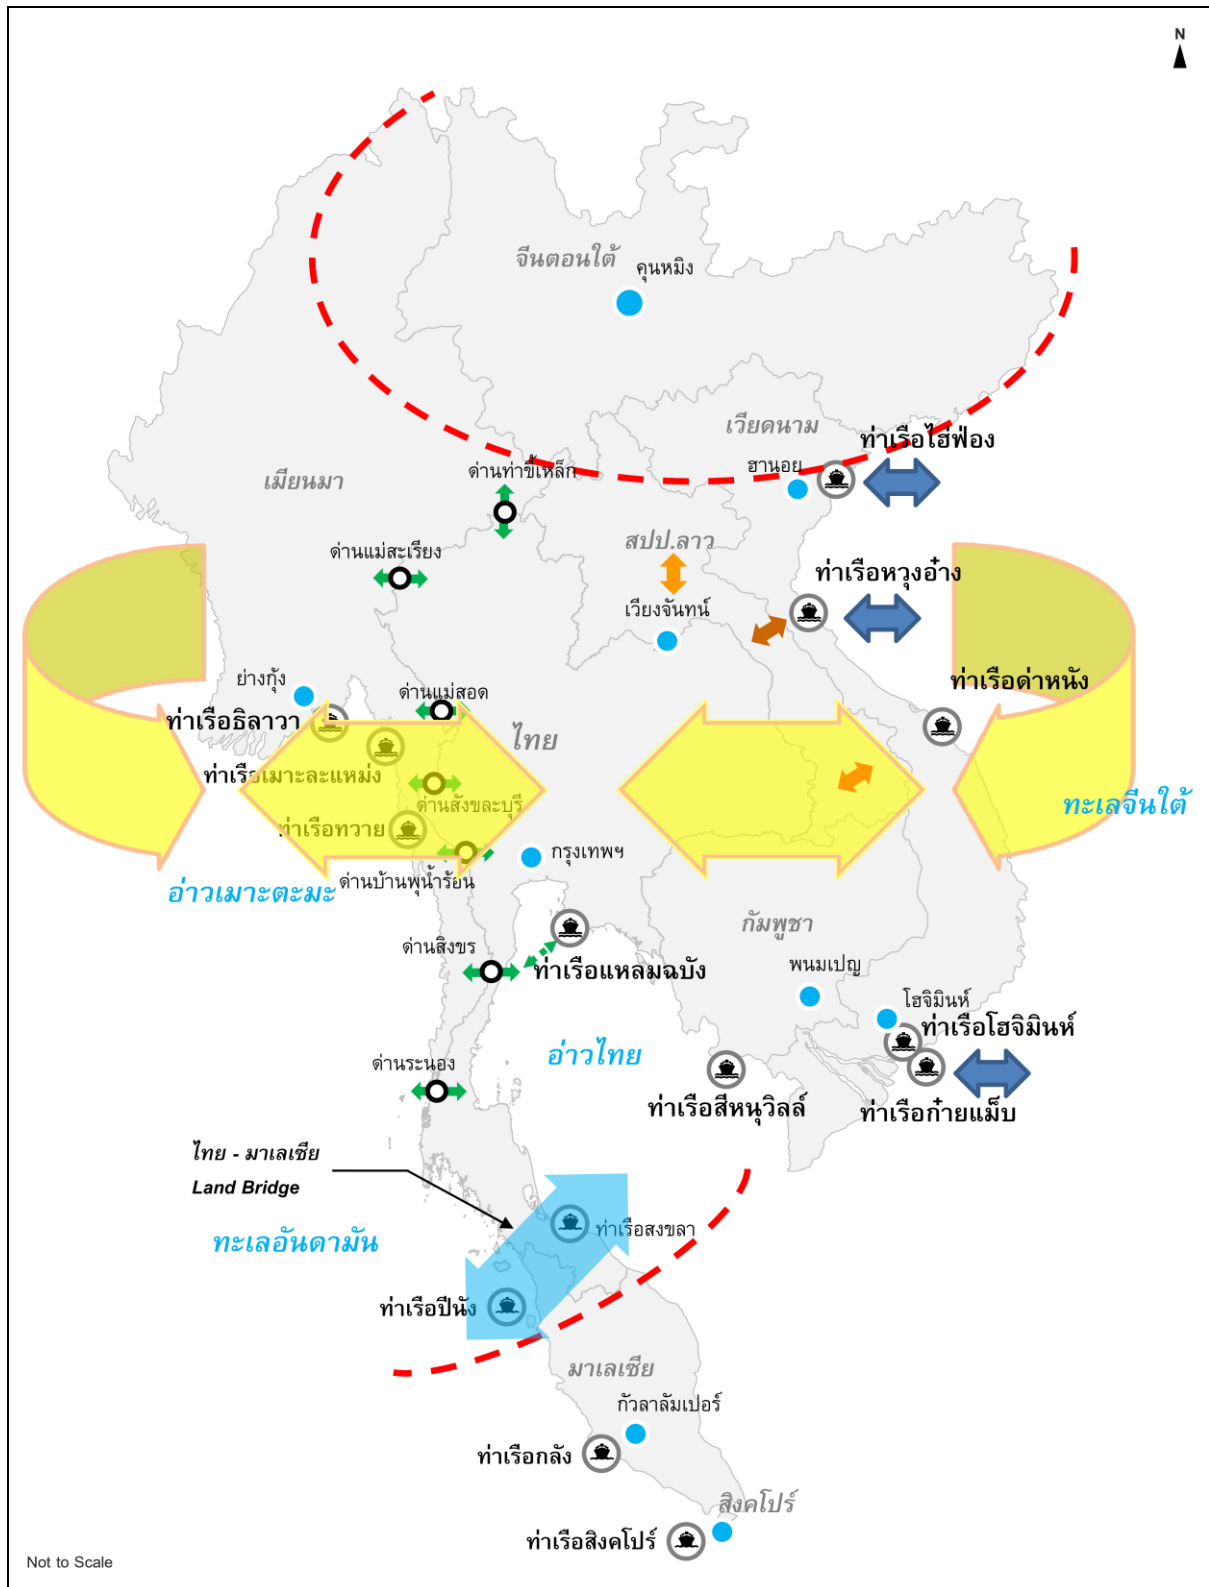 N
จีนตอนใต้
คุนหมิง
เวียดนาม
ท่าเรือไฮ่ฟอง
ฮานอย
ด่านท่าขี้เหล็ก
เมียนมา
สปป.ลาว
ด่านแม่สะเรียง
ท่าเรือหวุงอ๋าง
เวียงจันทน์
ย่างกุ้ง
ด่านแม่สอด
ท่าเรือด่าหนัง
ท่าเรือธิลาวา
ไทย
ท่าเรือเมาะละแหม่ง
ด่านสังขละบุรี
ทะเลจีนใต้
ท่าเรือทวาย
กรุงเทพฯ
ด่านบ้านพุน้ำร้อน
อ่าวเมาะตะมะ
กัมพูชา
ด่านสิงขร
ท่าเรือแหลมฉบัง
พนมเปญ
โฮจิมินห์
ท่าเรือโฮจิมินห์
อ่าวไทย
ด่านระนอง
ท่าเรือสีหนุวิลล์
ท่าเรือก๋ายแม็บ
ไทย - มาเลเซีย
Land Bridge
ท่าเรือสงขลา
ทะเลอันดามัน
ท่าเรือปีนัง
มาเลเซีย
กัวลาลัมเปอร์
ท่าเรือกลัง
สิงคโปร์
ท่าเรือสิงคโปร์
Not to Scale